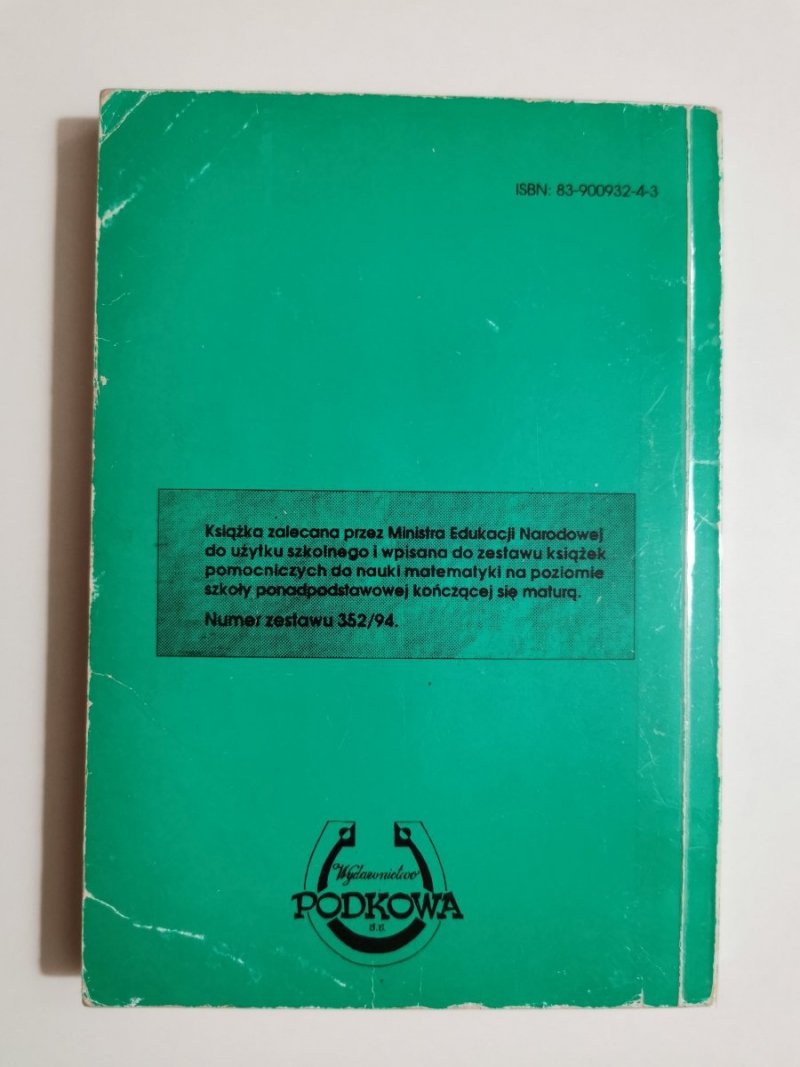 ISBN: 83-900932-4-3
Książka zalecana przez Ministra Edukacji Narodowej
do użytku szkolnego i wpisana do zestawu książek
pomocniczych do nauki matematyki na poziomie
szkoły ponadpodstawowej kończącej się maturą.
Numer zestawu 352/94.
Wydawnictwo
PODKOWA